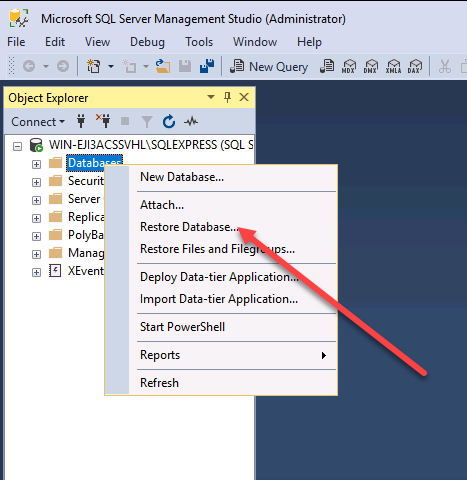 Microsoft SQL Server Management Studio (Administrator)
File Edit View Debug Tools Window Help
New Query MDX DMX XMLA DAX
Object Explorer
Connect
WIN-EJI3ACSSVHL\SQLEXPRESS (SQL S
Databases
Securit
Server
Replica
PolyBa
Manag
XEvent
New Database...
Attach...
Restore Database...
Restore Files and Filegroups...
Deploy Data-tier Application...
Import Data-tier Application...
Start PowerShell
Reports
Refresh